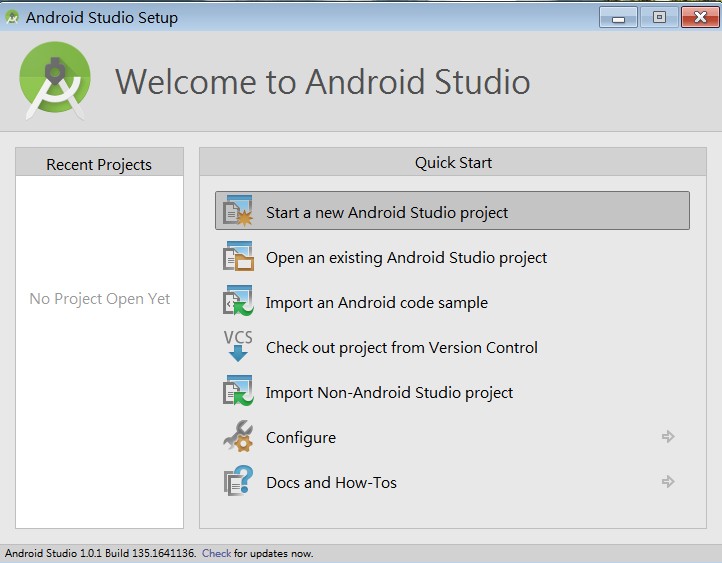 Android Studio Setup
Welcome to Android Studio
Recent Projects
No Project Open Yet
Quick Start
Start a new Android Studio project
Open an existing Android Studio project
Import an Android code sample
VCS
Check out project from Version Control
Import Non-Android Studio project
Configure
Docs and How-Tos
Android Studio 1.0.1 Build 135.1641136. Check for updates now.